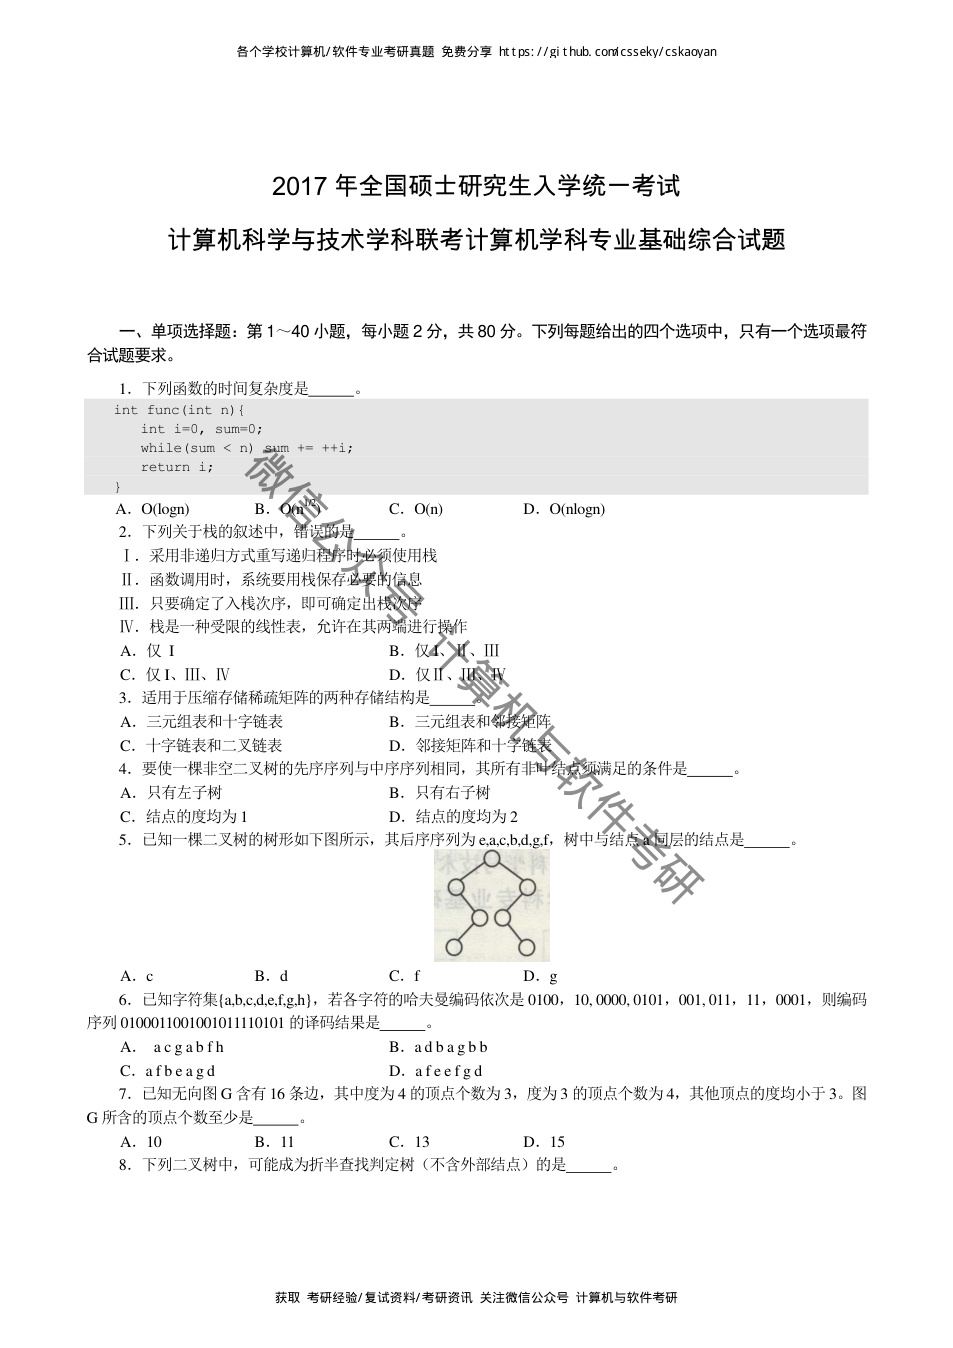 各个学校计算机/软件专业考研真题 免费分享 https://github.com/csseky/cskaoyan
2017 年全国硕士研究生入学统一考试
计算机科学与技术学科联考计算机学科专业基础综合试题
一、单项选择题：第 1～40 小题，每小题 2 分，共 80 分。下列每题给出的四个选项中，只有一个选项最符
合试题要求。
1．下列函数的时间复杂度是______。
int func(int n){
int i=0, sum=0;
while(sum < n) sum += ++i;
return i;
}
A．O(logn) B．O(n^1/2) C．O(n) D．O(nlogn)
2．下列关于栈的叙述中，错误的是______。
Ⅰ．采用非递归方式重写递归程序时必须使用栈
Ⅱ．函数调用时，系统要用栈保存必要的信息
Ⅲ．只要确定了入栈次序，即可确定出栈次序
Ⅳ．栈是一种受限的线性表，允许在其两端进行操作
A．仅 I B．仅 I、Ⅱ、Ⅲ
C．仅 I、Ⅲ、Ⅳ D．仅Ⅱ、Ⅲ、Ⅳ
3．适用于压缩存储稀疏矩阵的两种存储结构是______。
A．三元组表和十字链表 B．三元组表和邻接矩阵
C．十字链表和二叉链表 D．邻接矩阵和十字链表
4．要使一棵非空二叉树的先序序列与中序序列相同，其所有非叶结点须满足的条件是______。
A．只有左子树 B．只有右子树
C．结点的度均为 1 D．结点的度均为 2
5．已知一棵二叉树的树形如下图所示，其后序序列为 e,a,c,b,d,g,f，树中与结点 a 同层的结点是______。
A．c B．d C．f D．g
6．已知字符集{a,b,c,d,e,f,g,h}，若各字符的哈夫曼编码依次是 0100，10, 0000, 0101，001, 011，11，0001，则编码
序列 0100011001001011110101 的译码结果是______。
A． a c g a b f h B．a d b a g b b
C．a f b e a g d D．a f e e f g d
7．已知无向图 G 含有 16 条边，其中度为 4 的顶点个数为 3，度为 3 的顶点个数为 4，其他顶点的度均小于 3。图
G 所含的顶点个数至少是______。
A．10 B．11 C．13 D．15
8．下列二叉树中，可能成为折半查找判定树（不含外部结点）的是______。
微信公众号 计算机与软件考研
获取 考研经验/复试资料/考研资讯 关注微信公众号 计算机与软件考研